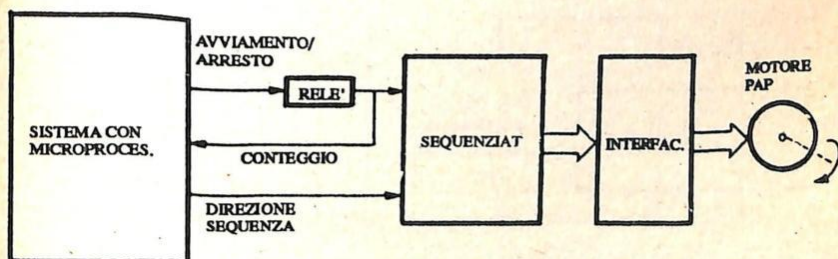 AVVIAMENTO/
ARRESTO
RELE'
SISTEMA CON
MICROPROCES.
CONTEGGIO
DIREZIONE
SEQUENZA
SEQUENZIAT
INTERFAC.
MOTORE
PAP